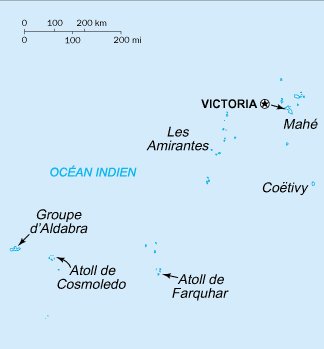 0 100 200 km
0 100 200 mi
VICTORIA
Mahé
Les
Amirantes
OCÉAN INDIEN
Coëtivy
Groupe
d'Aldabra
Atoll de
Cosmoledo
Atoll de
Farquhar